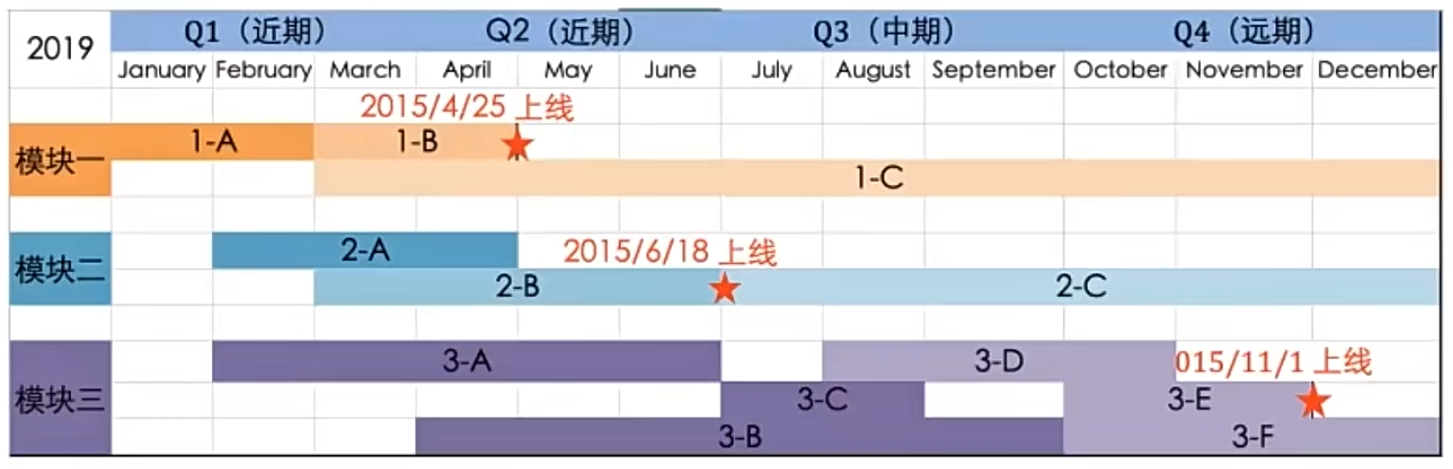 2019
Q1（近期） Q2（近期） Q3（中期） Q4（远期）
January February March April May June July August September October November December
2015/4/25 上线
模块一
1-A 1-B
1-C
模块二
2-A 2015/6/18 上线
2-B 2-C
模块三
3-A 3-D 015/11/1 上线
3-C 3-E
3-B 3-F